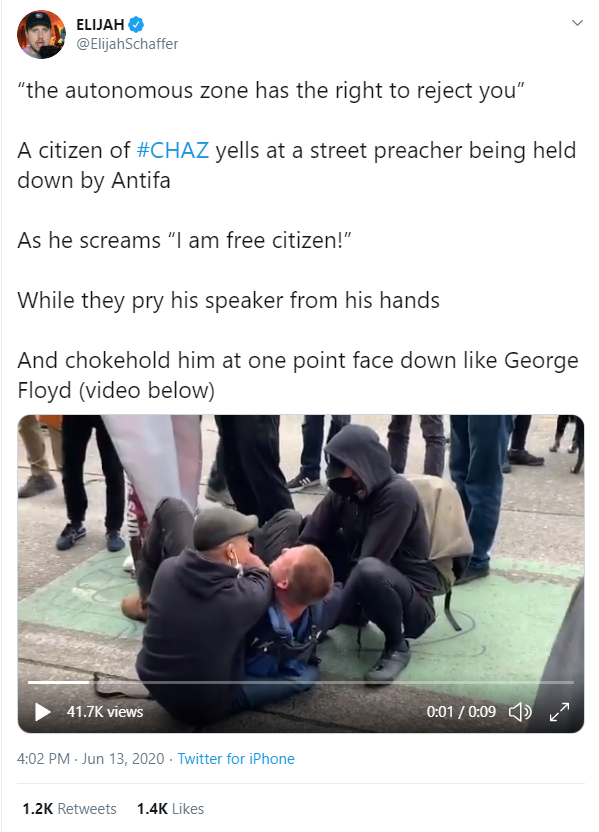 ELIJAH
@ElijahSchaffer
“the autonomous zone has the right to reject you”
A citizen of #CHAZ yells at a street preacher being held
down by Antifa
As he screams “I am free citizen!”
While they pry his speaker from his hands
And chokehold him at one point face down like George
Floyd (video below)
SAID
41.7K views
0:01 / 0:09
4:02 PM · Jun 13, 2020 · Twitter for iPhone
1.2K Retweets 1.4K Likes